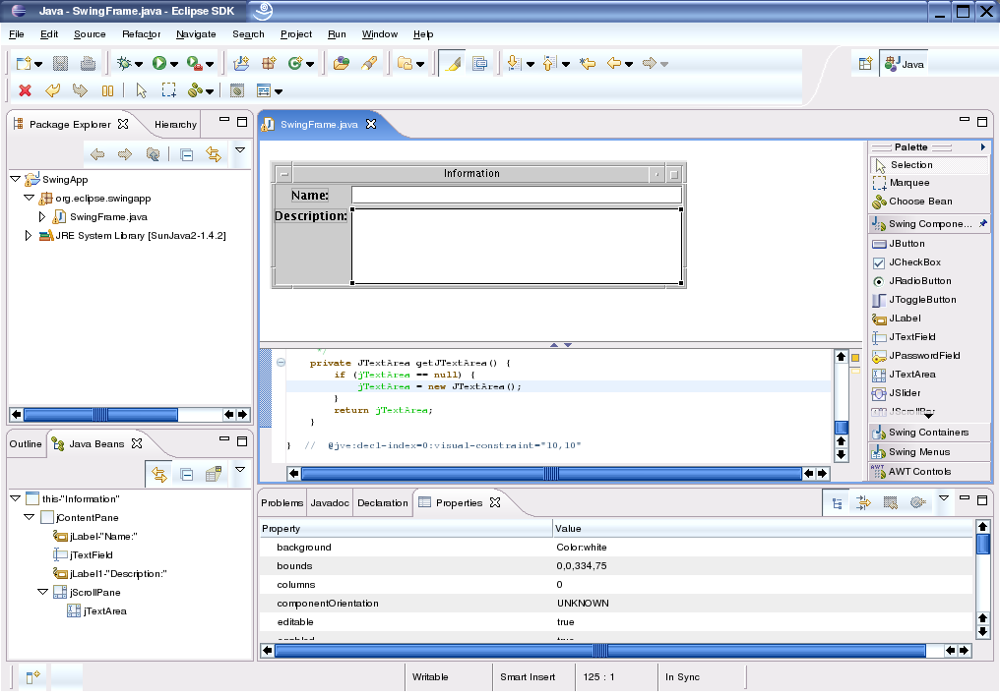 Java - SwingFrame.java - Eclipse SDK
File Edit Source Refactor Navigate Search Project Run Window Help
Java
Package Explorer Hierarchy
SwingApp
org.eclipse.swingapp
SwingFrame.java
JRE System Library [SunJava2-1.4.2]
Outline Java Beans
this-"Information"
jContentPane
jLabel-"Name:"
jTextField
jLabel1-"Description:"
jScrollPane
jTextArea
SwingFrame.java
Information
Name:
Description:
*/
private JTextArea getJTextArea() {
if (jTextArea == null) {
jTextArea = new JTextArea();
}
return jTextArea;
}
} // @jve:decl-index=0:visual-constraint="10,10"
Palette
Selection
Marquee
Choose Bean
Swing Compone...
JButton
JCheckBox
JRadioButton
JToggleButton
JLabel
JTextField
JPasswordField
JTextArea
JSlider
JScrollBar
Swing Containers
Swing Menus
AWT AWT Controls
Problems Javadoc Declaration Properties
Property Value
background Color:white
bounds 0,0,334,75
columns 0
componentOrientation UNKNOWN
editable true
enabled true
Writable Smart Insert 125 : 1 In Sync